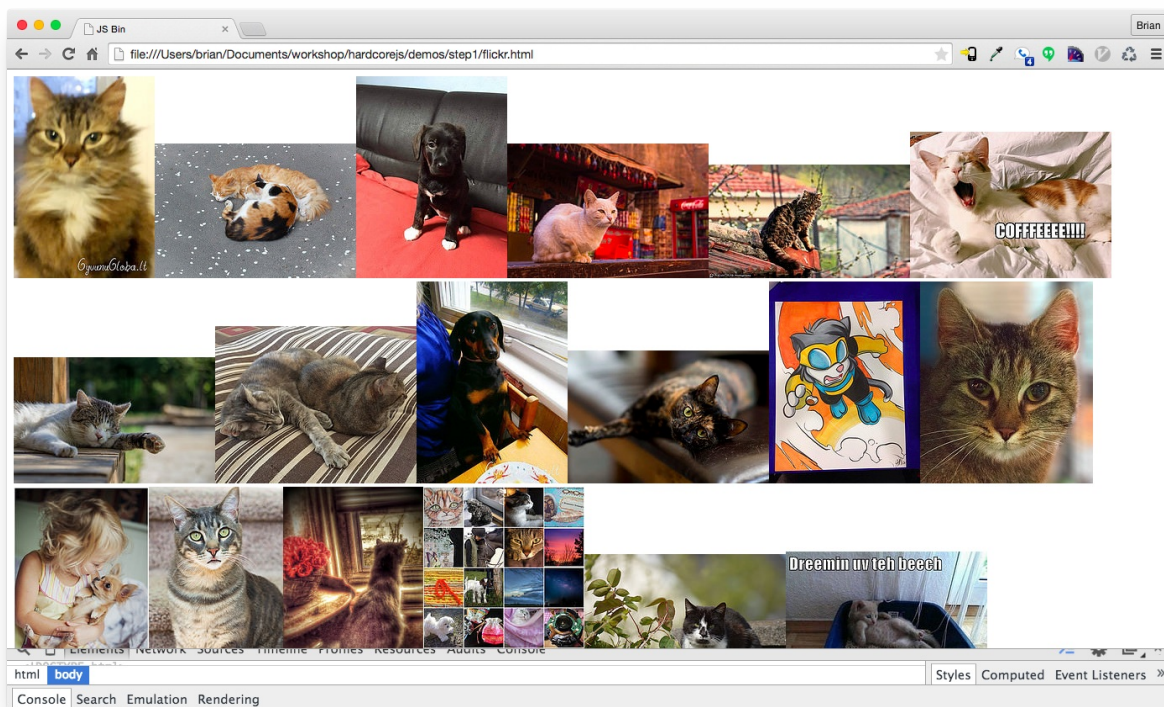 JS Bin
Brian
file:///Users/brian/Documents/workshop/hardcorejs/demos/step1/flickr.html
4
GyvunuGloba.lt
COFFFEEEE!!!!
Dreemin uv teh beech
Elements Network Sources Timeline Profiles Resources Audits Console
html body
Styles Computed Event Listeners »
Console Search Emulation Rendering